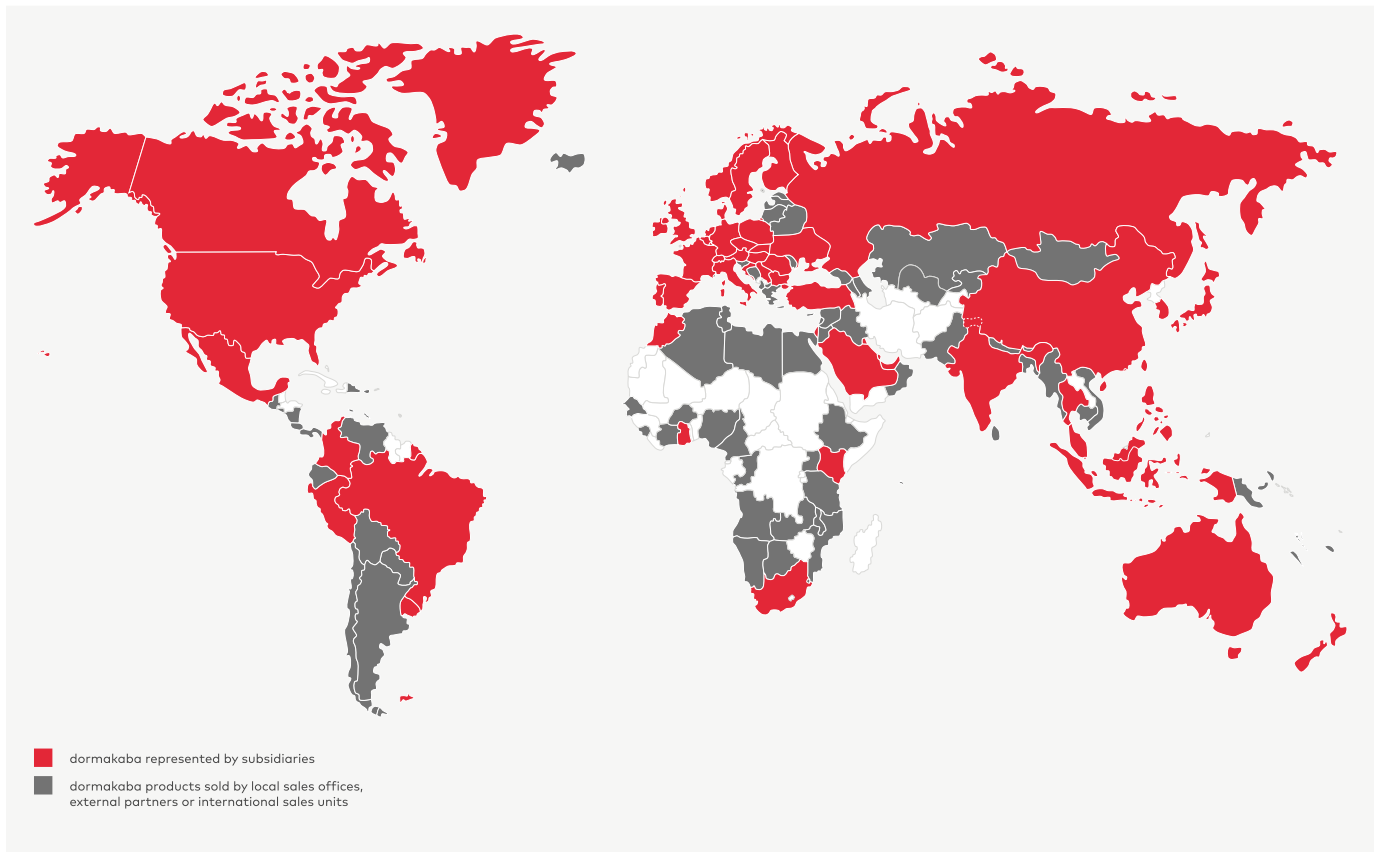 dormakaba represented by subsidiaries
dormakaba products sold by local sales offices,
external partners or international sales units